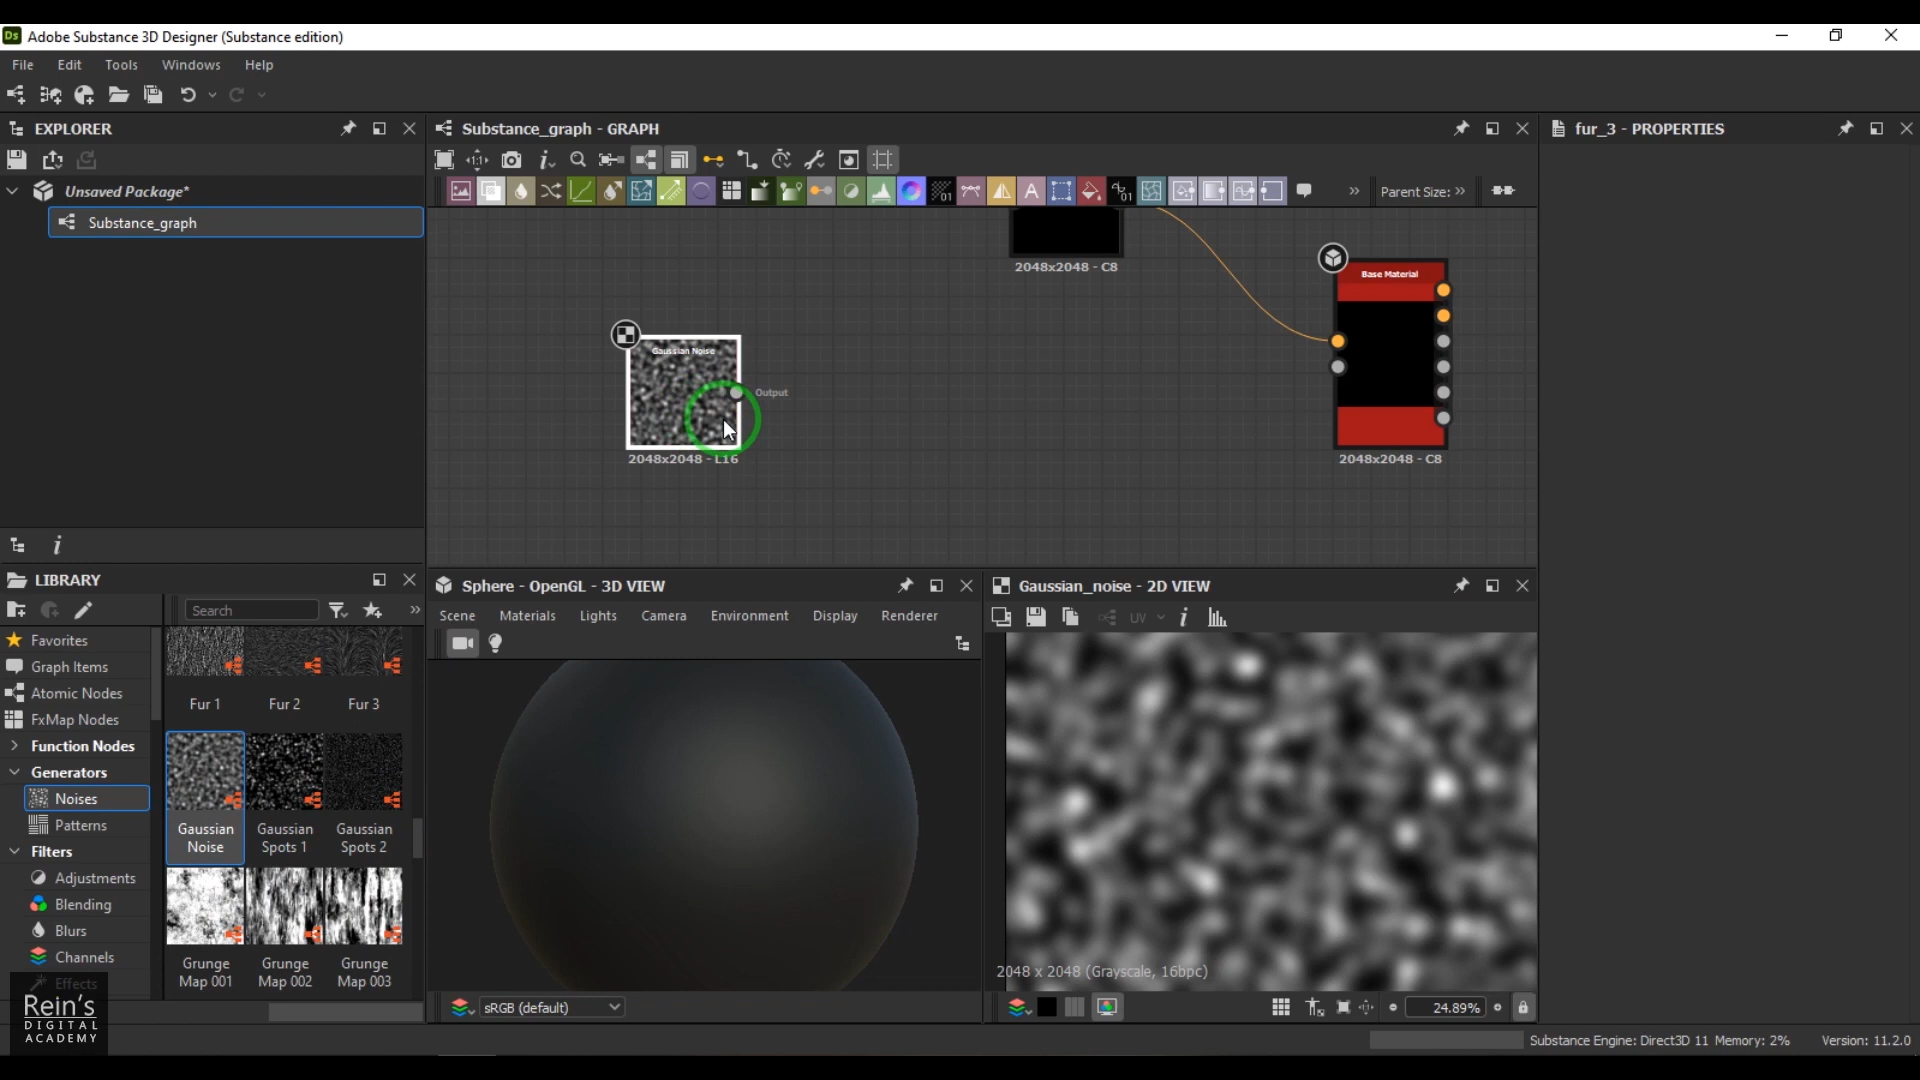 Ds Adobe Substance 3D Designer (Substance edition)
File Edit Tools Windows Help
EXPLORER
Unsaved Package*
Substance_graph
Substance_graph - GRAPH
Parent Size: »
2048x2048 - C8
Gaussian Noise
Output
2048x2048 - L16
Base Material
2048x2048 - C8
fur_3 - PROPERTIES
LIBRARY
Search
Favorites
Graph Items
Atomic Nodes
FxMap Nodes
Function Nodes
Generators
Noises
Patterns
Filters
Adjustments
Blending
Blurs
Channels
Effects
Fur 1
Fur 2
Fur 3
Gaussian Noise
Gaussian Spots 1
Gaussian Spots 2
Grunge Map 001
Grunge Map 002
Grunge Map 003
Sphere - OpenGL - 3D VIEW
Scene Materials Lights Camera Environment Display Renderer
sRGB (default)
Gaussian_noise - 2D VIEW
UV
2048 x 2048 (Grayscale, 16bpc)
24.89%
Rein's
DIGITAL
ACADEMY
Substance Engine: Direct3D 11 Memory: 2% Version: 11.2.0